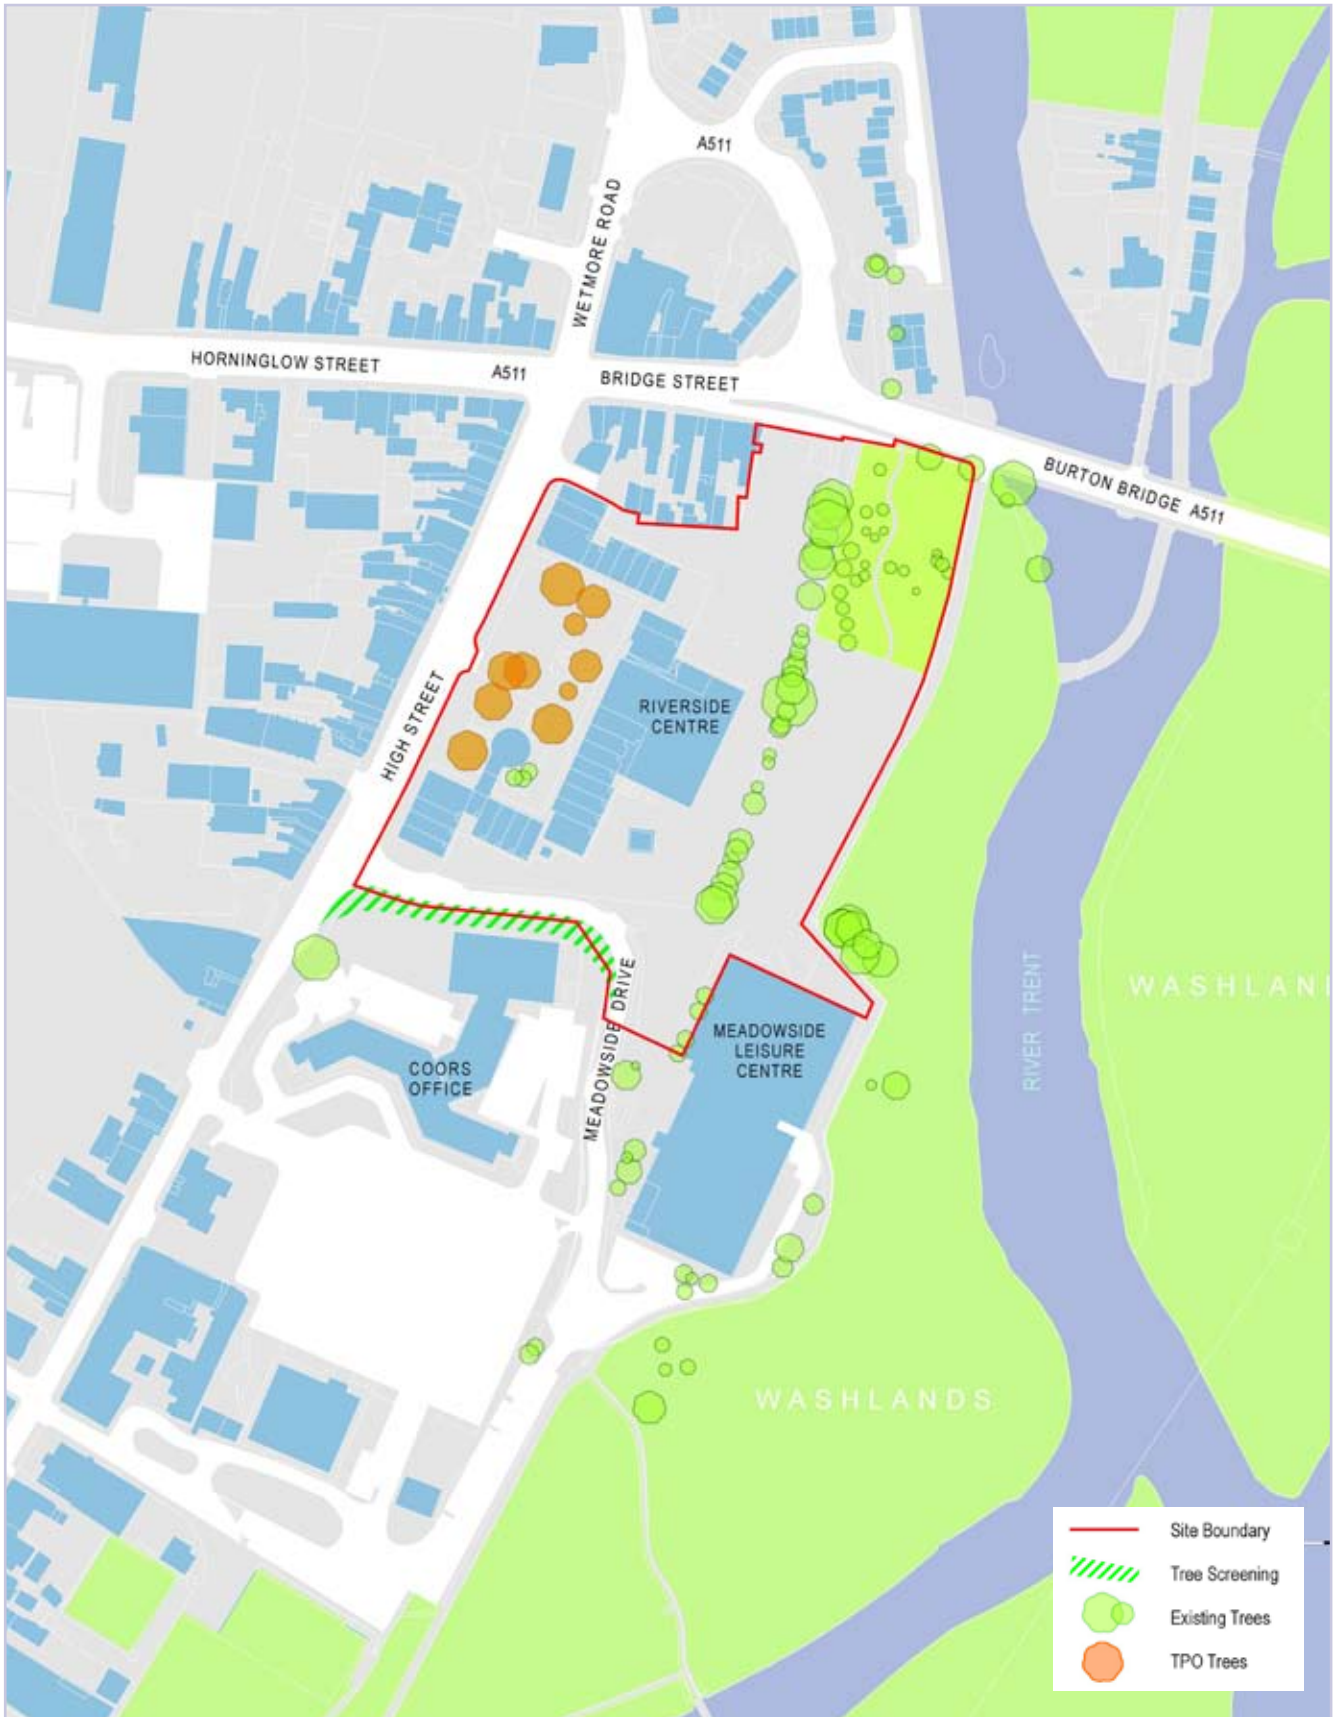 A511
WETMORE ROAD
HORNINGLOW STREET
A511
BRIDGE STREET
BURTON BRIDGE A511
HIGH STREET
RIVERSIDE
CENTRE
RIVER TRENT
WASHLAN
MEADOWSIDE DRIVE
MEADOWSIDE
LEISURE
CENTRE
COORS
OFFICE
WASHLANDS
Site Boundary
Tree Screening
Existing Trees
TPO Trees